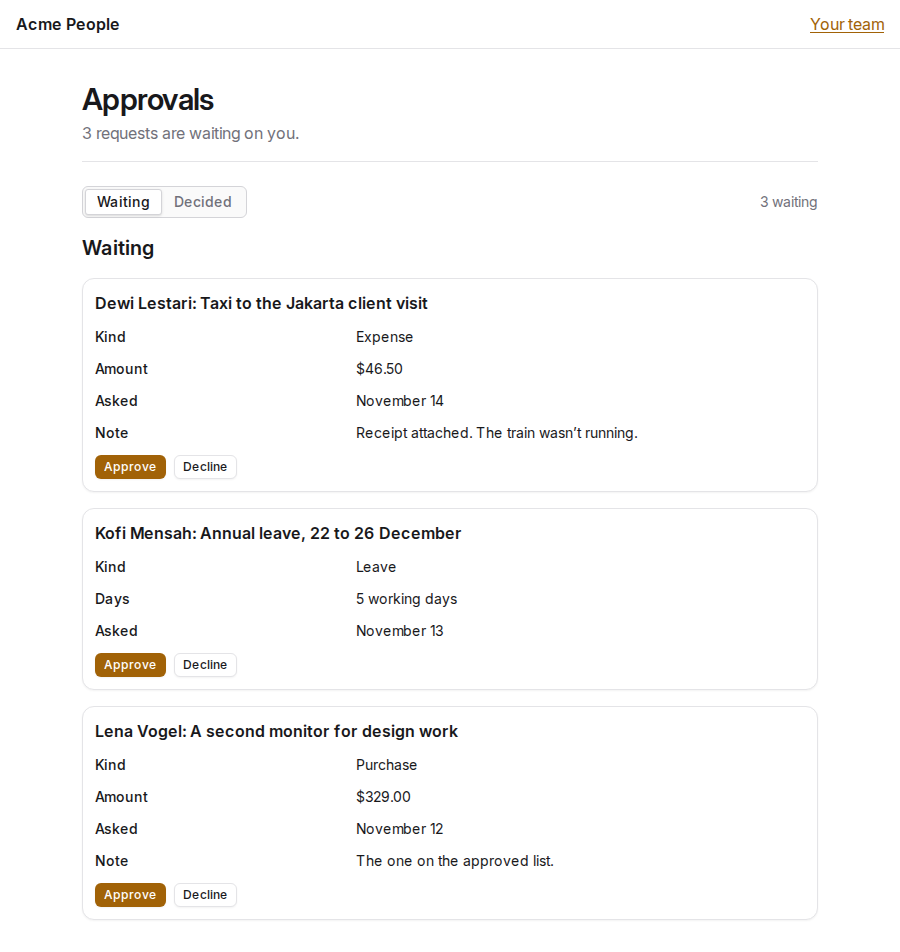 Acme People Your team
Approvals
3 requests are waiting on you.
Waiting Decided 3 waiting
Waiting
Dewi Lestari: Taxi to the Jakarta client visit
Kind Expense
Amount $46.50
Asked November 14
Note Receipt attached. The train wasn’t running.
Approve Decline
Kofi Mensah: Annual leave, 22 to 26 December
Kind Leave
Days 5 working days
Asked November 13
Approve Decline
Lena Vogel: A second monitor for design work
Kind Purchase
Amount $329.00
Asked November 12
Note The one on the approved list.
Approve Decline